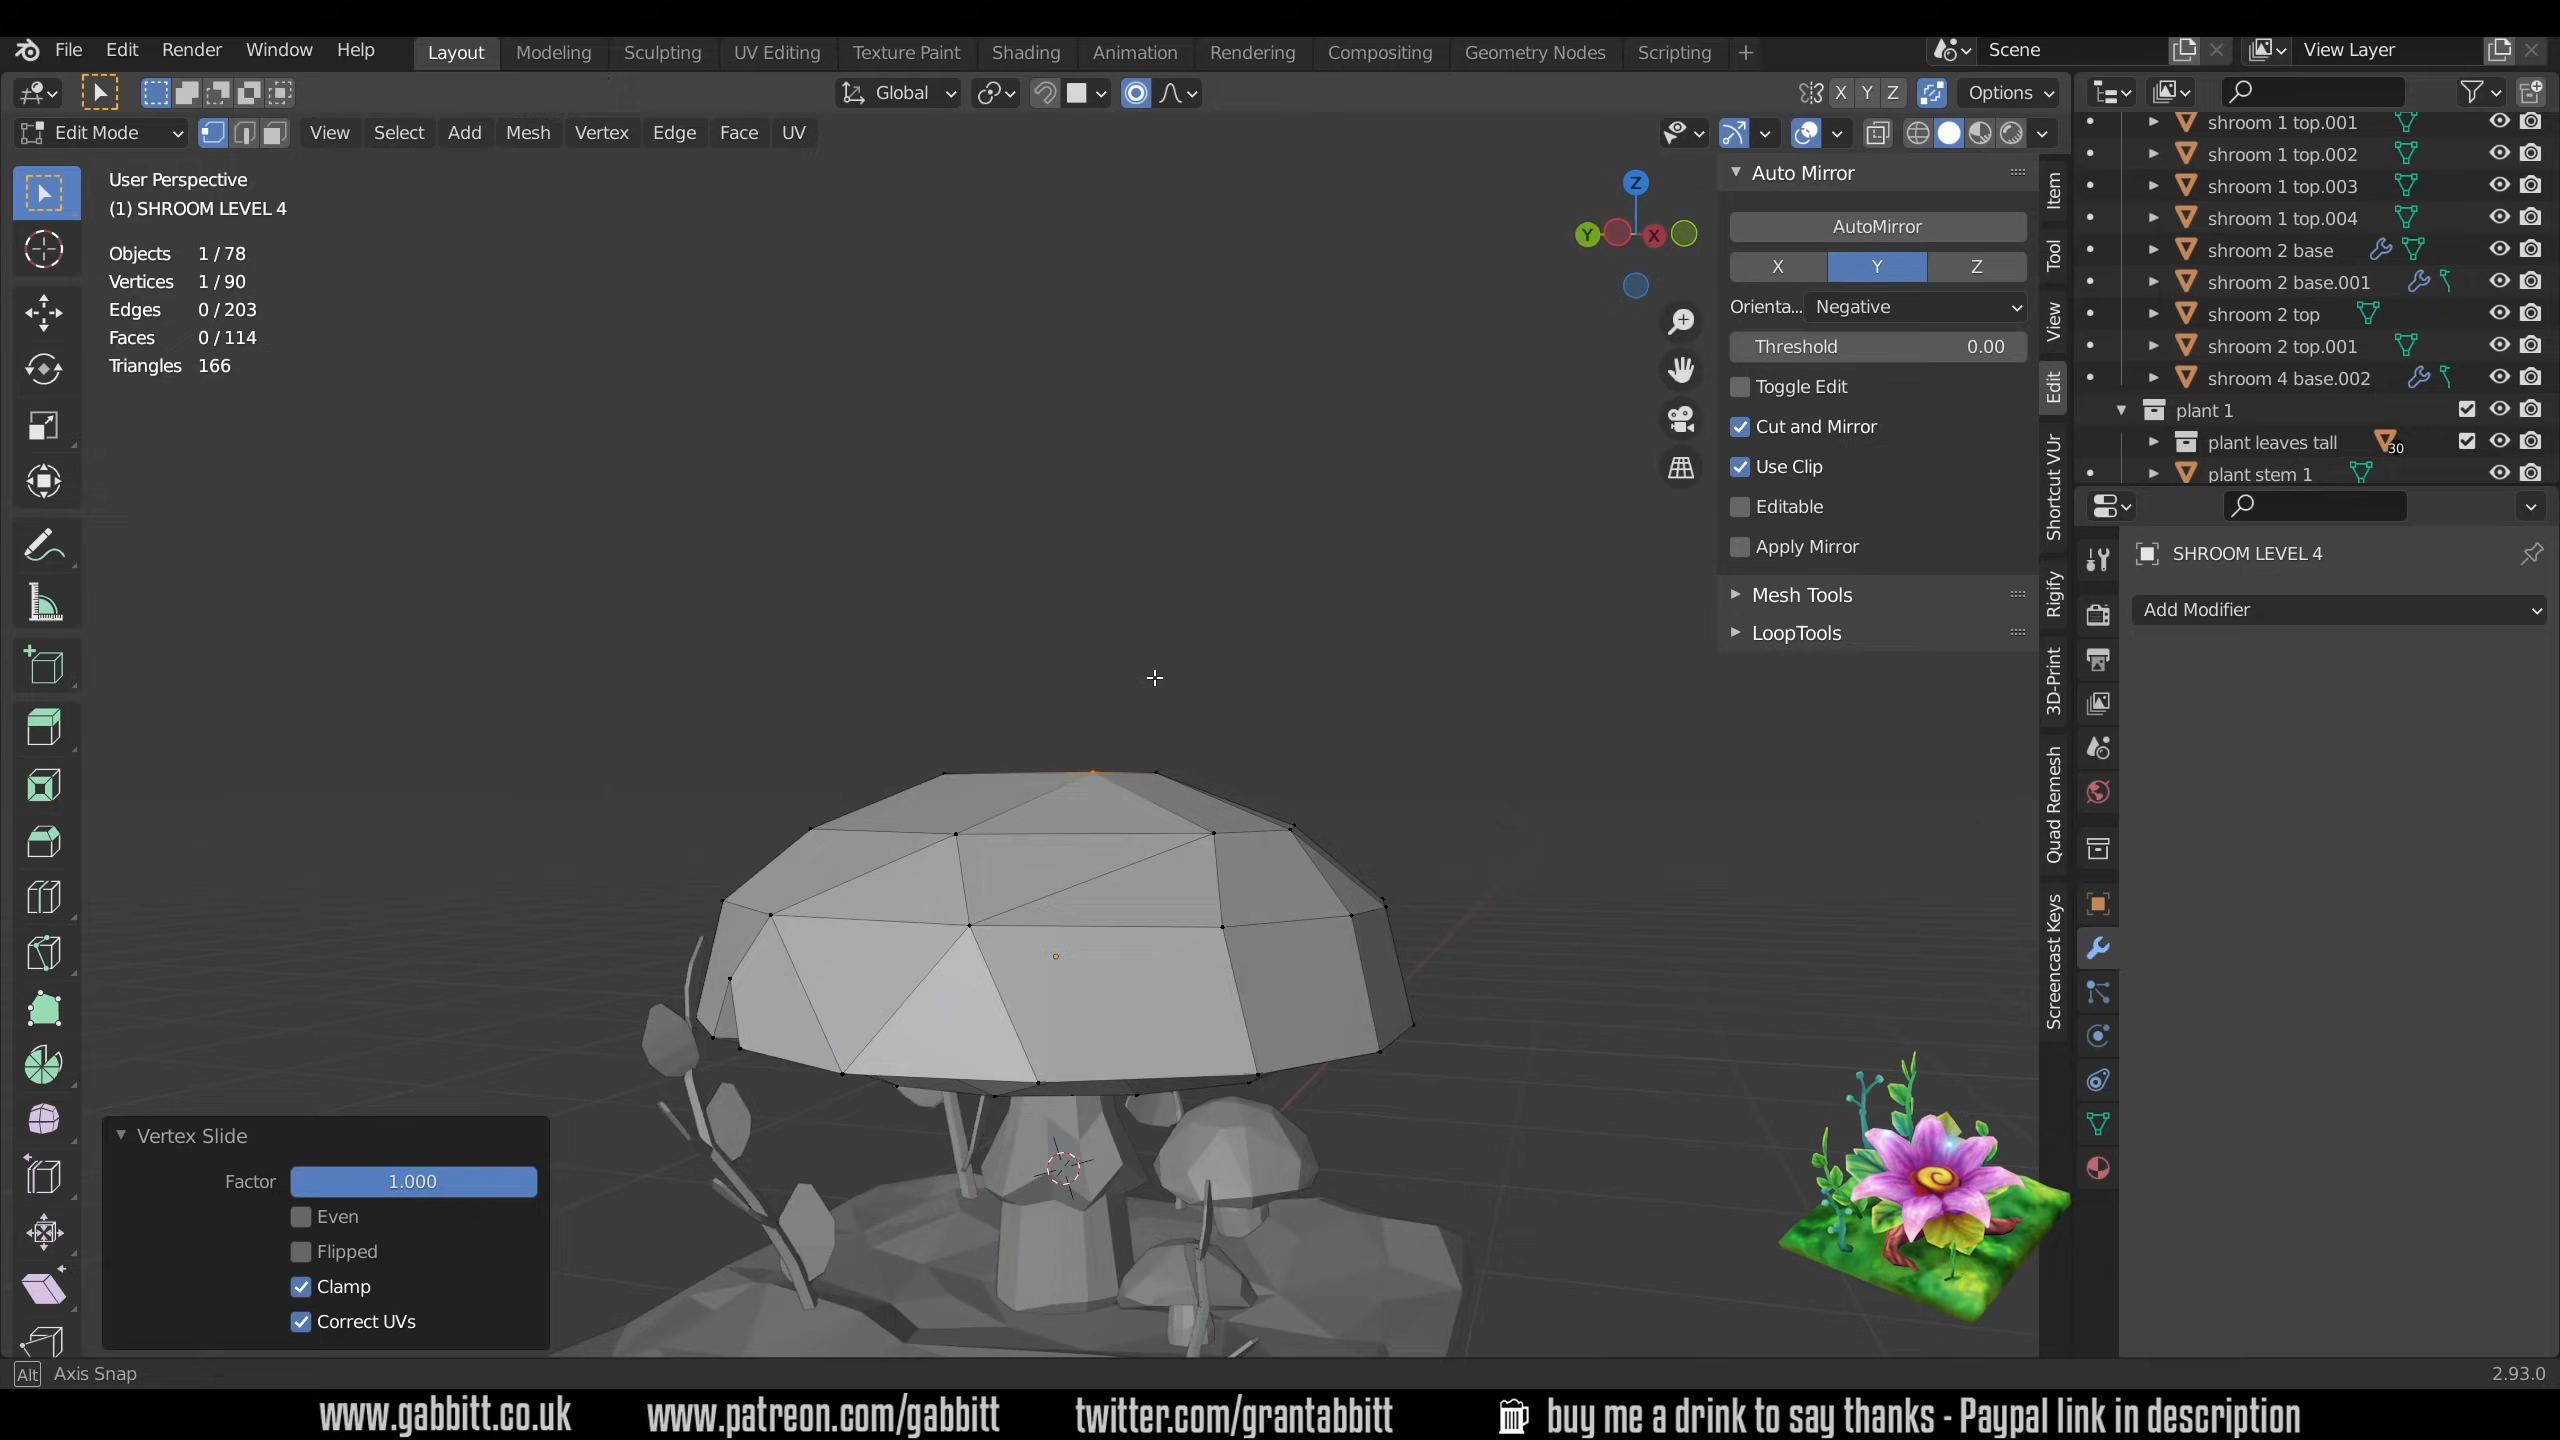 File Edit Render Window Help Layout Modeling Sculpting UV Editing Texture Paint Shading Animation Rendering Compositing Geometry Nodes Scripting + Scene View Layer
Global X Y Z Options
Edit Mode View Select Add Mesh Vertex Edge Face UV
User Perspective
(1) SHROOM LEVEL 4
Objects 1 / 78
Vertices 1 / 90
Edges 0 / 203
Faces 0 / 114
Triangles 166
Z
Y X
Auto Mirror
AutoMirror
X Y Z
Orienta... Negative
Threshold 0.00
Toggle Edit
Cut and Mirror
Use Clip
Editable
Apply Mirror
Mesh Tools
LoopTools
Item
Tool
View
Edit
Shortcut VUr
Rigify
3D-Print
Quad Remesh
Screencast Keys
shroom 1 top.001
shroom 1 top.002
shroom 1 top.003
shroom 1 top.004
shroom 2 base
shroom 2 base.001
shroom 2 top
shroom 2 top.001
shroom 4 base.002
plant 1
plant leaves tall 30
plant stem 1
SHROOM LEVEL 4
Add Modifier
Vertex Slide
Factor 1.000
Even
Flipped
Clamp
Correct UVs
Alt Axis Snap 2.93.0
www.gabbitt.co.uk www.patreon.com/gabbitt twitter.com/grantabbitt buy me a drink to say thanks - Paypal link in description